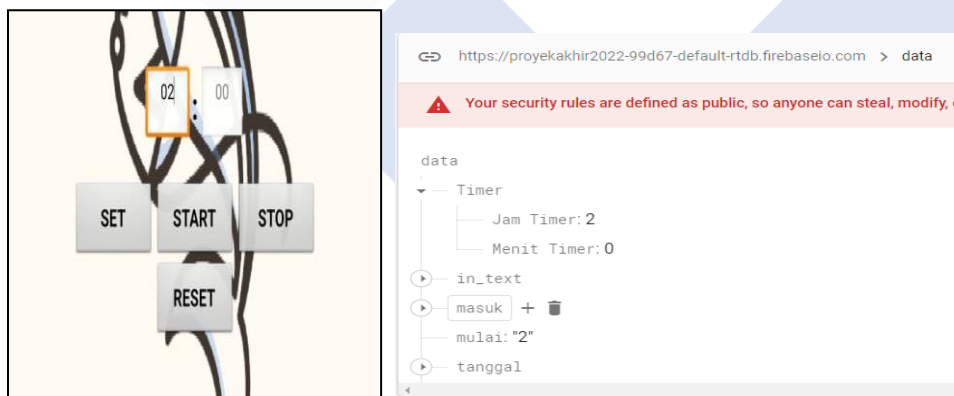 02 : 00
SET START STOP
RESET
https://proyekakhir2022-99d67-default-rtdb.firebaseio.com > data
Your security rules are defined as public, so anyone can steal, modify,
data
Timer
Jam Timer: 2
Menit Timer: 0
in_text
masuk
mulai: "2"
tanggal